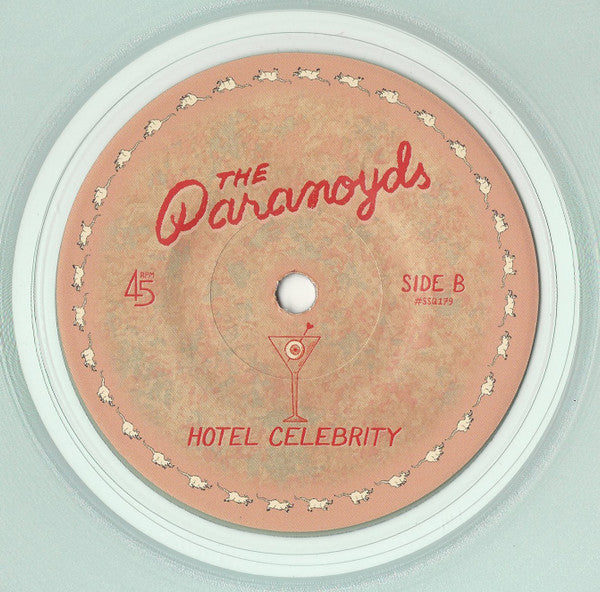 THE
Paranoyds
45 RPM
SIDE B
#SSQ179
HOTEL CELEBRITY